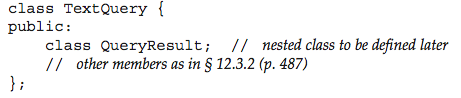 class TextQuery {
public:
    class QueryResult;  //  nested class to be defined later
    //  other members as in § 12.3.2 (p. 487)
};